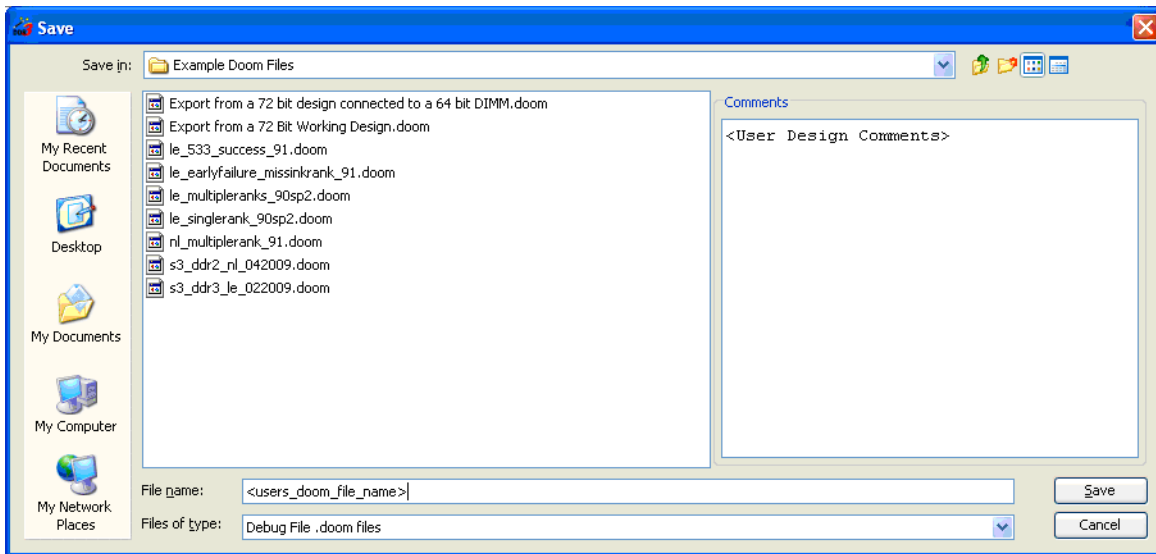 Save
Save in:
Example Doom Files
My Recent
Documents
Desktop
My Documents
My Computer
My Network
Places
Export from a 72 bit design connected to a 64 bit DIMM.doom
Export from a 72 Bit Working Design.doom
le_533_success_91.doom
le_earlyfailure_missinkrank_91.doom
le_multipleranks_90sp2.doom
le_singlerank_90sp2.doom
nl_multiplerank_91.doom
s3_ddr2_nl_042009.doom
s3_ddr3_le_022009.doom
Comments
<User Design Comments>
File name:
<users_doom_file_name>
Save
Files of type:
Debug File .doom files
Cancel